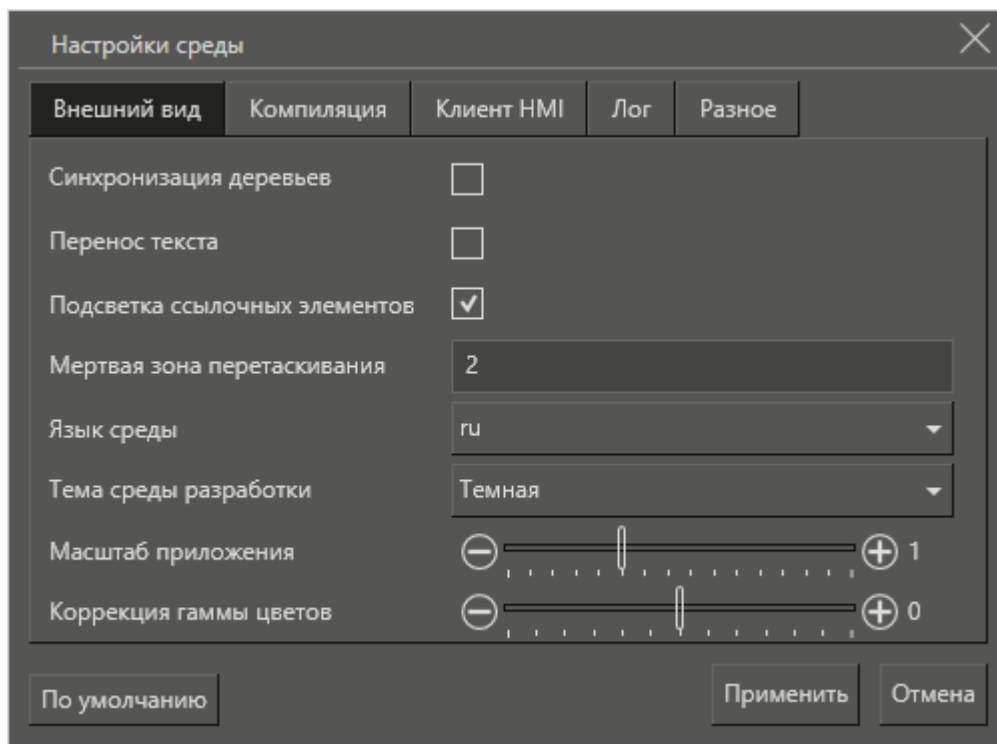 Настройки среды
Внешний вид Компиляция Клиент HMI Лог Разное
Синхронизация деревьев
Перенос текста
Подсветка ссылочных элементов
Мертвая зона перетаскивания 2
Язык среды ru
Тема среды разработки Темная
Масштаб приложения 1
Коррекция гаммы цветов 0
По умолчанию Применить Отмена